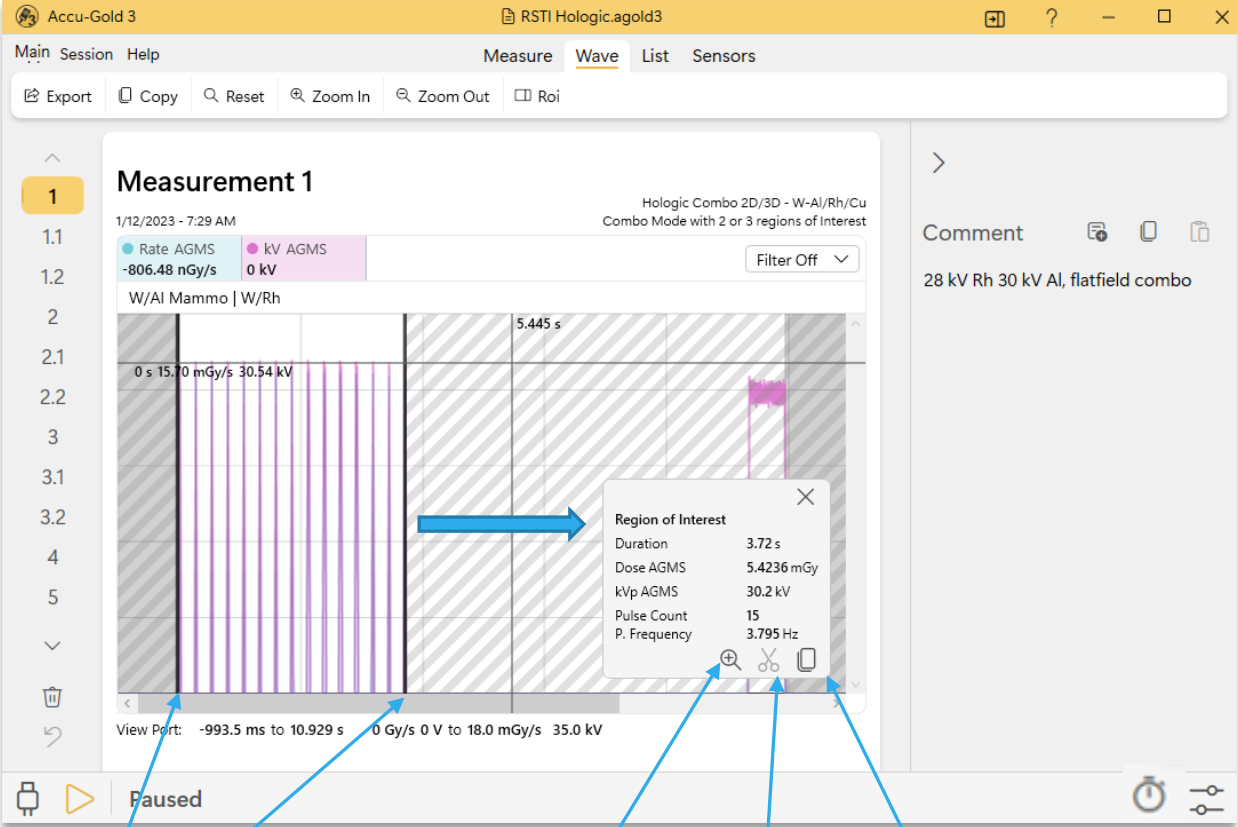 Accu-Gold 3
RSTI Hologic.agold3
Main Session Help
Measure Wave List Sensors
Export Copy Reset Zoom In Zoom Out Roi
1
1.1
1.2
2
2.1
2.2
3
3.1
3.2
4
5
Measurement 1
Hologic Combo 2D/3D - W-Al/Rh/Cu
1/12/2023 - 7:29 AM
Combo Mode with 2 or 3 regions of Interest
Rate AGMS
-806.48 nGy/s
kV AGMS
0 kV
Filter Off
W/Al Mammo | W/Rh
5.445 s
0 s 15.70 mGy/s 30.54 kV
Region of Interest
Duration 3.72 s
Dose AGMS 5.4236 mGy
kVp AGMS 30.2 kV
Pulse Count 15
P. Frequency 3.795 Hz
View Port: -993.5 ms to 10.929 s 0 Gy/s 0 V to 18.0 mGy/s 35.0 kV
Comment
28 kV Rh 30 kV Al, flatfield combo
Paused